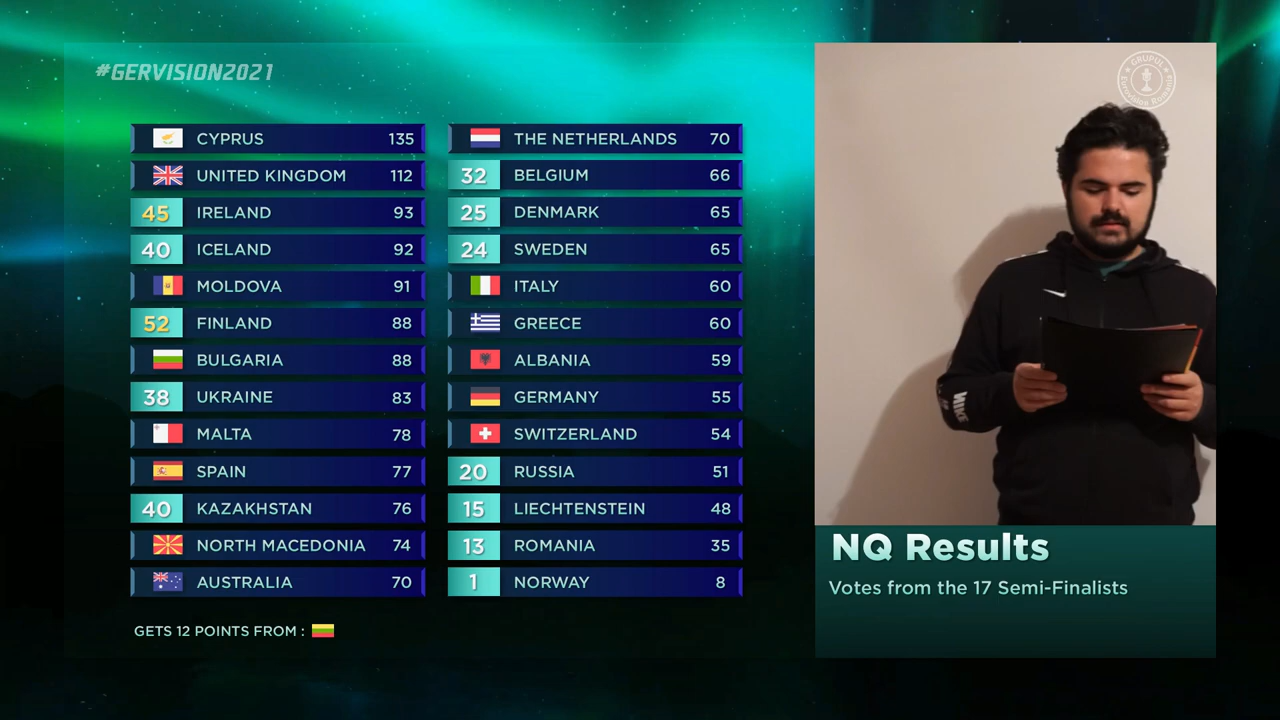 #GERVISION2021
CYPRUS 135
UNITED KINGDOM 112
45 IRELAND 93
40 ICELAND 92
MOLDOVA 91
52 FINLAND 88
BULGARIA 88
38 UKRAINE 83
MALTA 78
SPAIN 77
40 KAZAKHSTAN 76
NORTH MACEDONIA 74
AUSTRALIA 70
THE NETHERLANDS 70
32 BELGIUM 66
25 DENMARK 65
24 SWEDEN 65
ITALY 60
GREECE 60
ALBANIA 59
GERMANY 55
SWITZERLAND 54
20 RUSSIA 51
15 LIECHTENSTEIN 48
13 ROMANIA 35
1 NORWAY 8
GETS 12 POINTS FROM :
GRUPUL
Eurovision Romania
NQ Results
Votes from the 17 Semi-Finalists